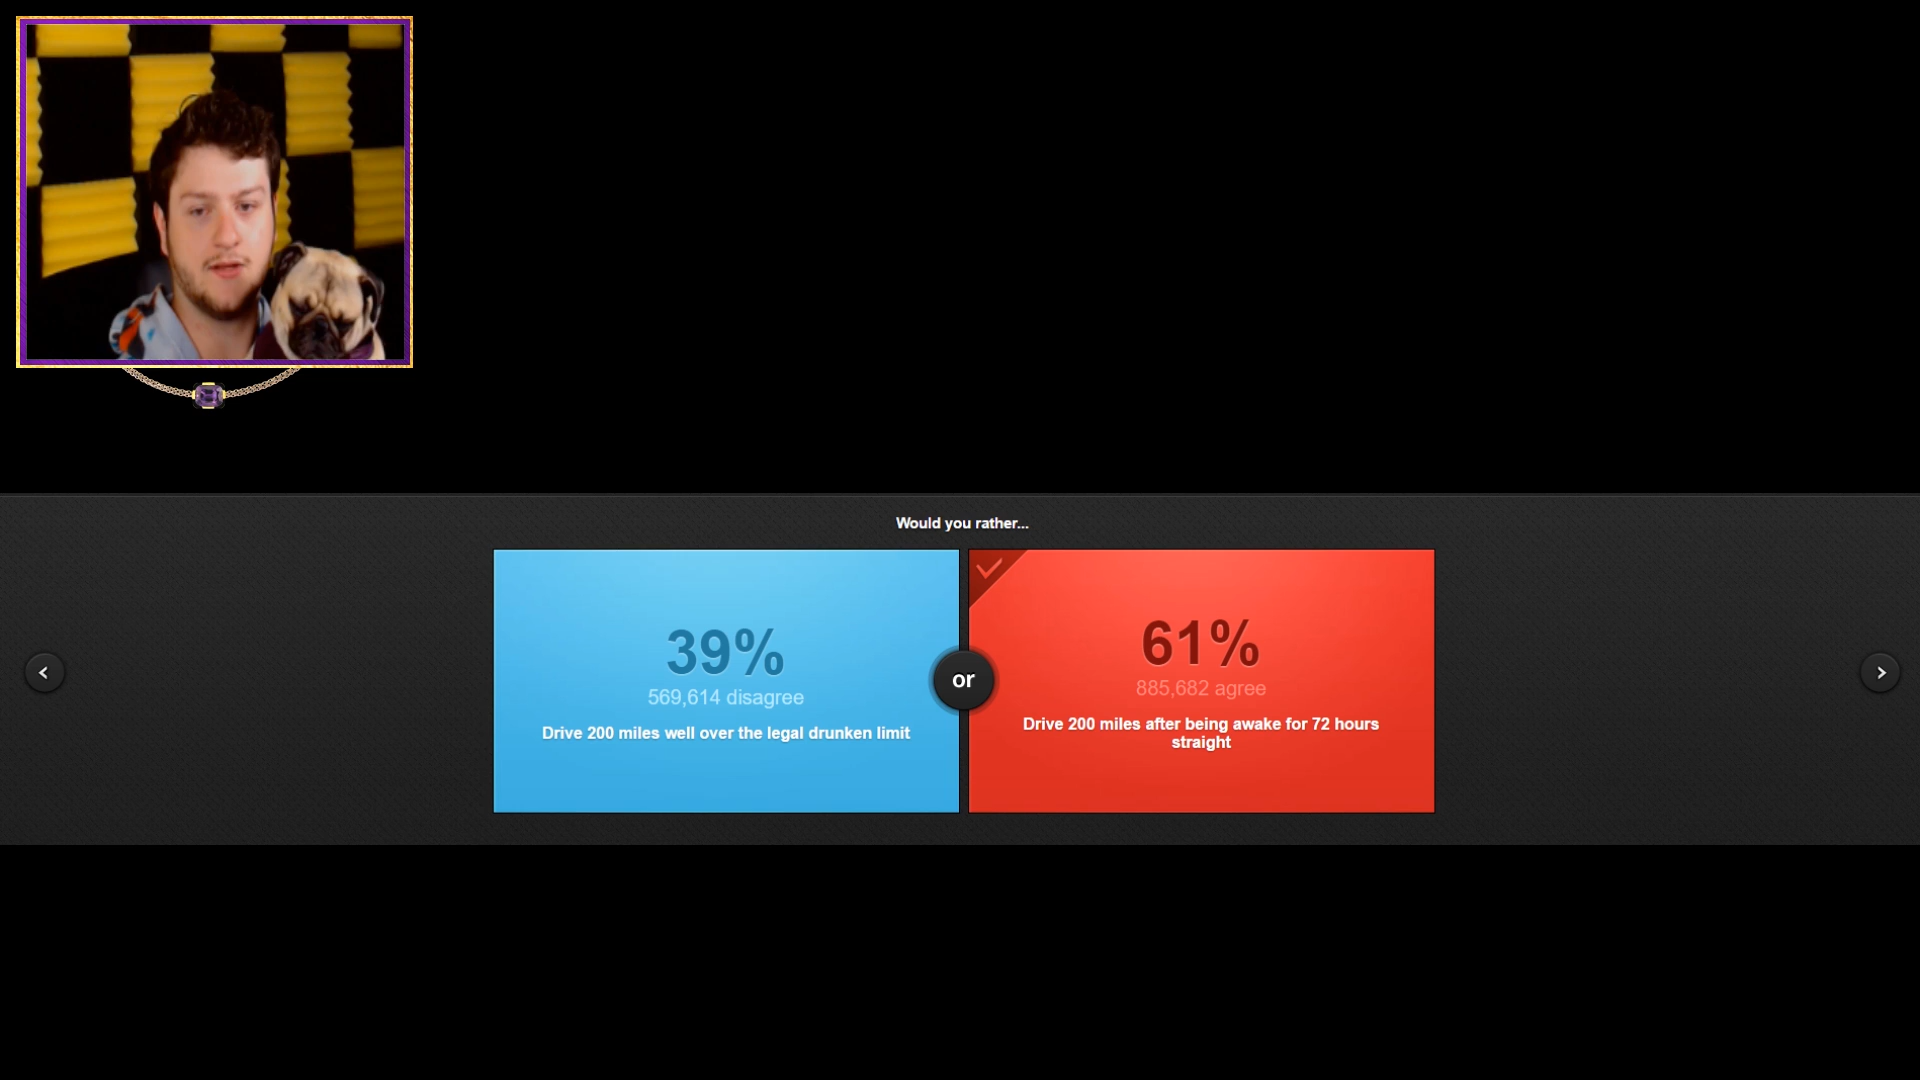 Would you rather...
39%
569,614 disagree
Drive 200 miles well over the legal drunken limit
or
61%
885,682 agree
Drive 200 miles after being awake for 72 hours
straight